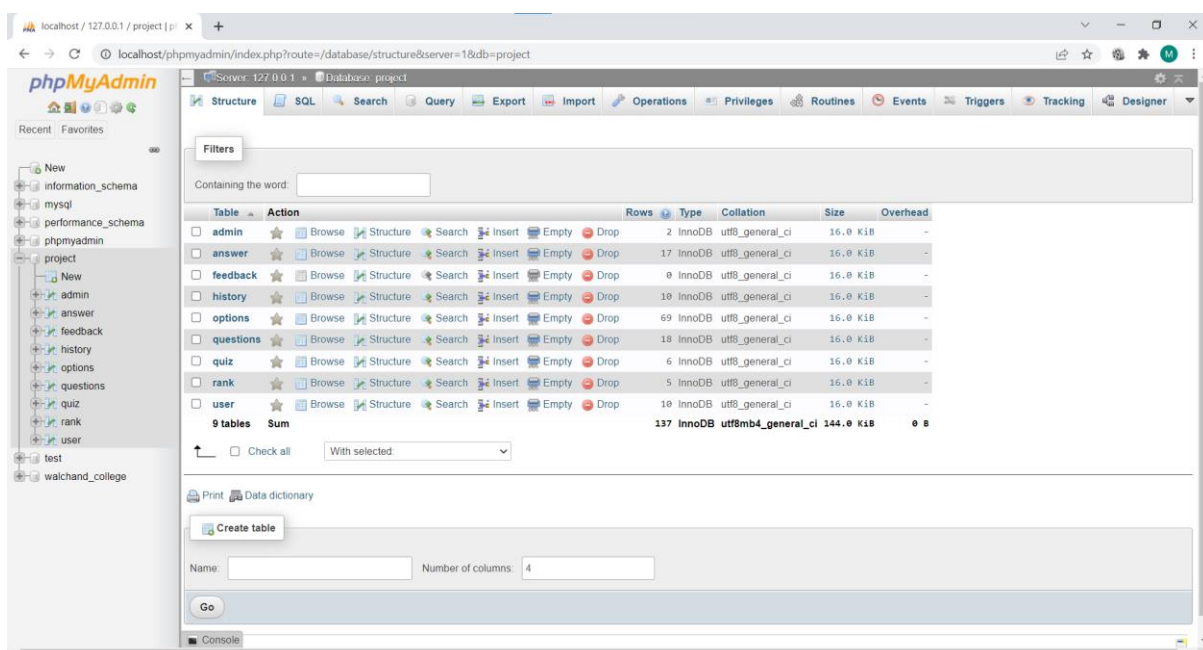 localhost / 127.0.0.1 / project | p
localhost/phpmyadmin/index.php?route=/database/structure&server=1&db=project
M
phpMyAdmin
Recent Favorites
New
information_schema
mysql
performance_schema
phpmyadmin
project
New
admin
answer
feedback
history
options
questions
quiz
rank
user
test
walchand_college
Server: 127.0.0.1 » Database: project
Structure SQL Search Query Export Import Operations Privileges Routines Events Triggers Tracking Designer
Filters
Containing the word:
Table Action Rows Type Collation Size Overhead
admin Browse Structure Search Insert Empty Drop 2 InnoDB utf8_general_ci 16.0 KiB -
answer Browse Structure Search Insert Empty Drop 17 InnoDB utf8_general_ci 16.0 KiB -
feedback Browse Structure Search Insert Empty Drop 0 InnoDB utf8_general_ci 16.0 KiB -
history Browse Structure Search Insert Empty Drop 10 InnoDB utf8_general_ci 16.0 KiB -
options Browse Structure Search Insert Empty Drop 69 InnoDB utf8_general_ci 16.0 KiB -
questions Browse Structure Search Insert Empty Drop 18 InnoDB utf8_general_ci 16.0 KiB -
quiz Browse Structure Search Insert Empty Drop 6 InnoDB utf8_general_ci 16.0 KiB -
rank Browse Structure Search Insert Empty Drop 5 InnoDB utf8_general_ci 16.0 KiB -
user Browse Structure Search Insert Empty Drop 10 InnoDB utf8_general_ci 16.0 KiB -
9 tables Sum 137 InnoDB utf8mb4_general_ci 144.0 KiB 0 B
Check all With selected:
Print Data dictionary
Create table
Name: Number of columns: 4
Go
Console